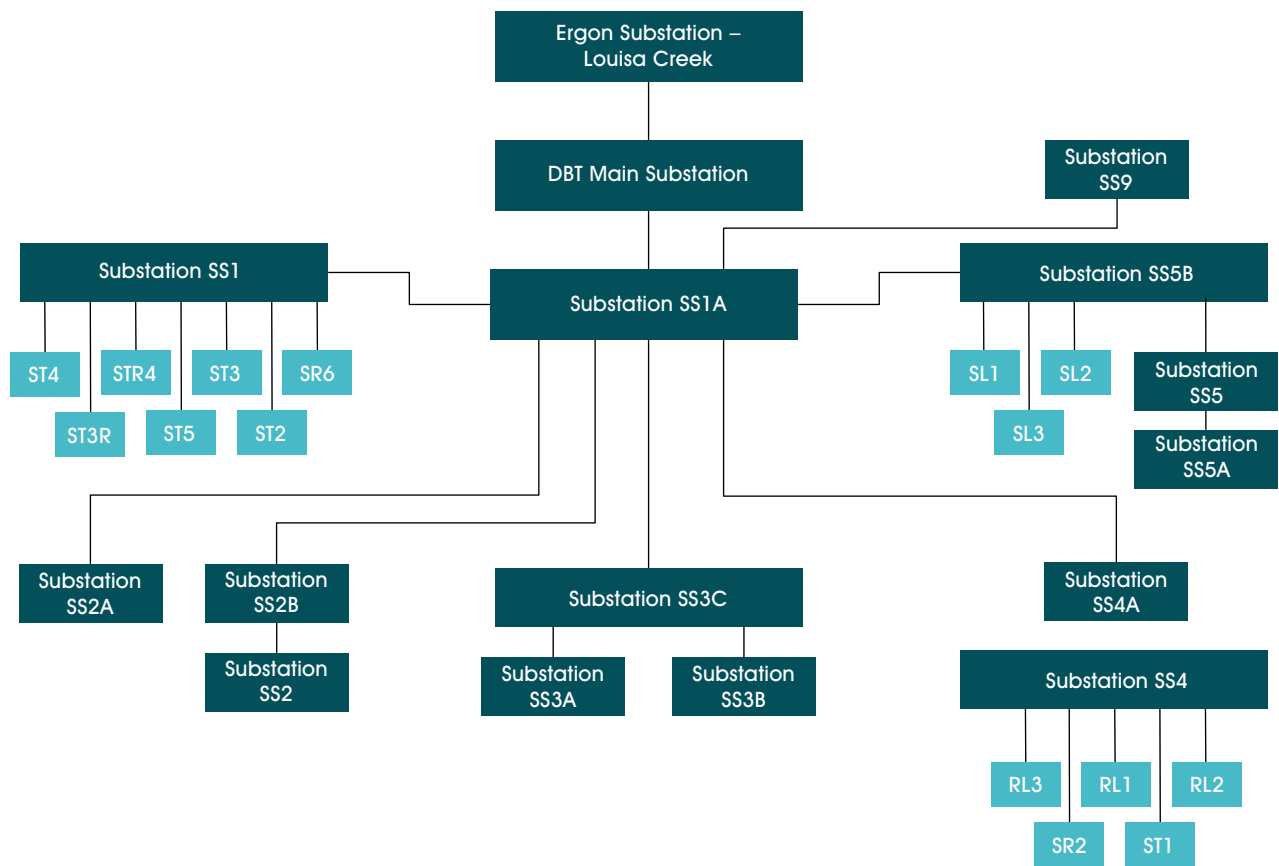 Ergon Substation –
Louisa Creek
DBT Main Substation
Substation
SS9
Substation SS1
Substation SS1A
Substation SS5B
ST4
STR4
ST3
SR6
ST3R
ST5
ST2
SL1
SL2
SL3
Substation
SS5
Substation
SS5A
Substation
SS2A
Substation
SS2B
Substation
SS2
Substation SS3C
Substation
SS3A
Substation
SS3B
Substation
SS4A
Substation SS4
RL3
RL1
RL2
SR2
ST1